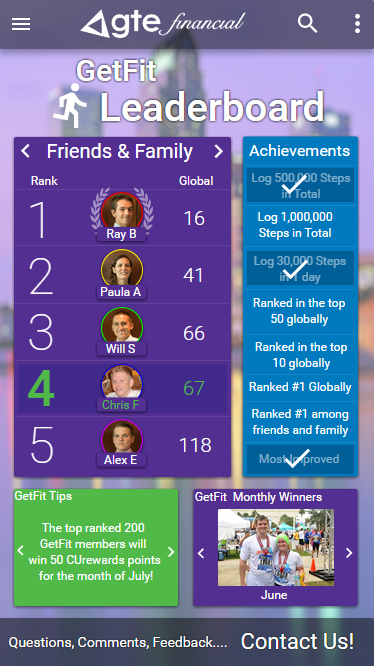 gte financial
GetFit
Leaderboard
Friends & Family
Rank Global
1 Ray B 16
2 Paula A 41
3 Will S 66
4 Chris F 67
5 Alex E 118
Achievements
Log 500,000 Steps
in Total
Log 1,000,000
Steps in Total
Log 30,000 Steps
in 1 day
Ranked in the top
50 globally
Ranked in the top
10 globally
Ranked #1 Globally
Ranked #1 among
friends and family
Most Improved
GetFit Tips
The top ranked 200
GetFit members will
win 50 CUrewards points
for the month of July!
GetFit Monthly Winners
June
Questions, Comments, Feedback.... Contact Us!